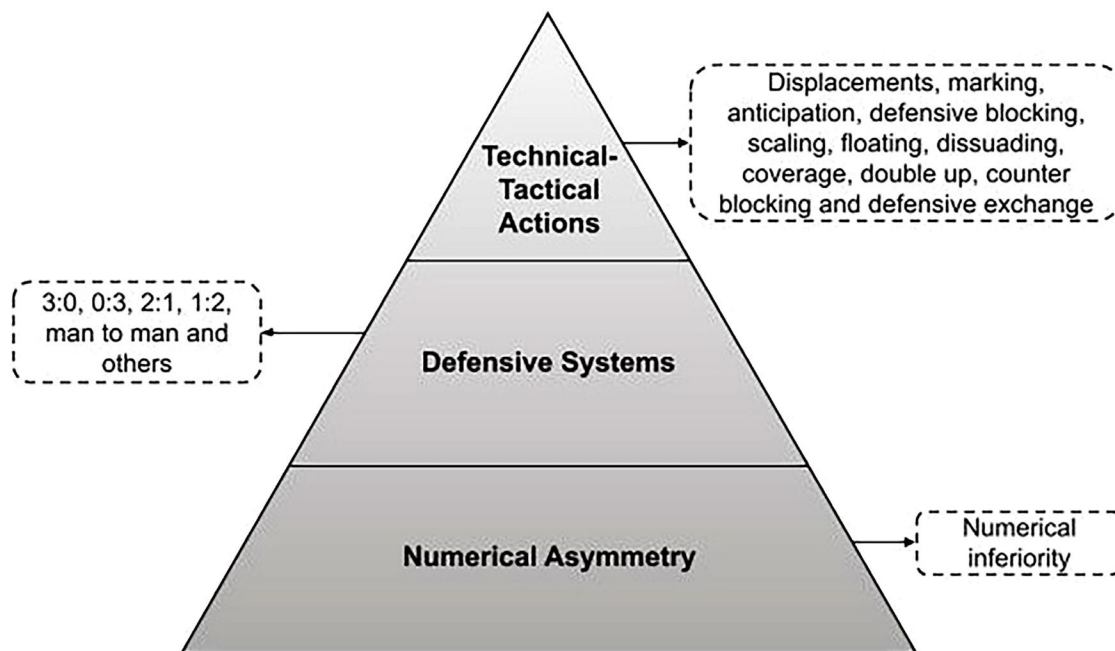 Displacements, marking,
anticipation, defensive blocking,
scaling, floating, dissuading,
coverage, double up, counter
blocking and defensive exchange
Technical-
Tactical
Actions
3:0, 0:3, 2:1, 1:2,
man to man and
others
Defensive Systems
Numerical Asymmetry
Numerical
inferiority